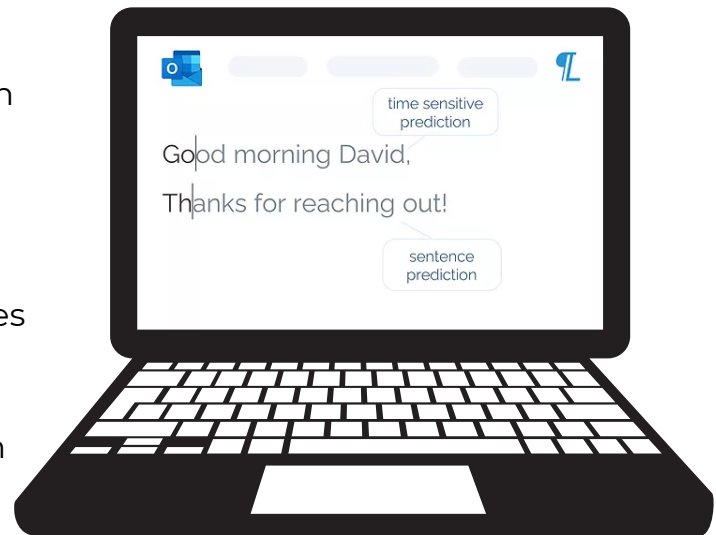 time sensitive
prediction
Good morning David,
Thanks for reaching out!
sentence
prediction